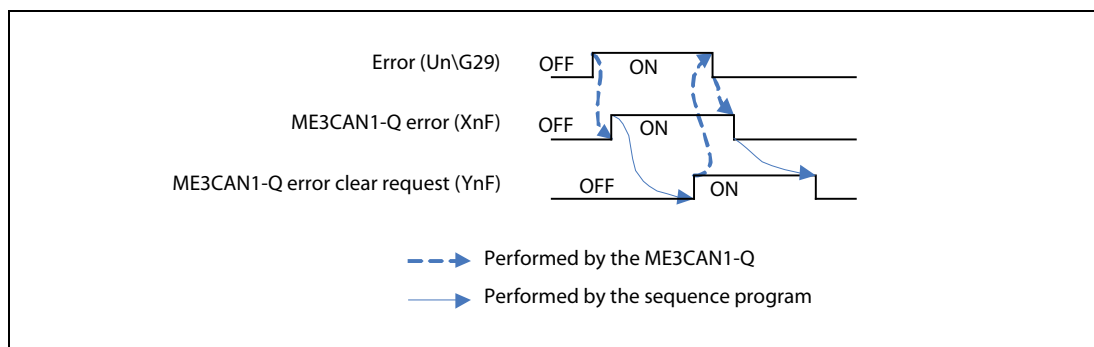 Error (Un\G29) OFF ON
ME3CAN1-Q error (XnF) OFF ON
ME3CAN1-Q error clear request (YnF) OFF ON
Performed by the ME3CAN1-Q
Performed by the sequence program